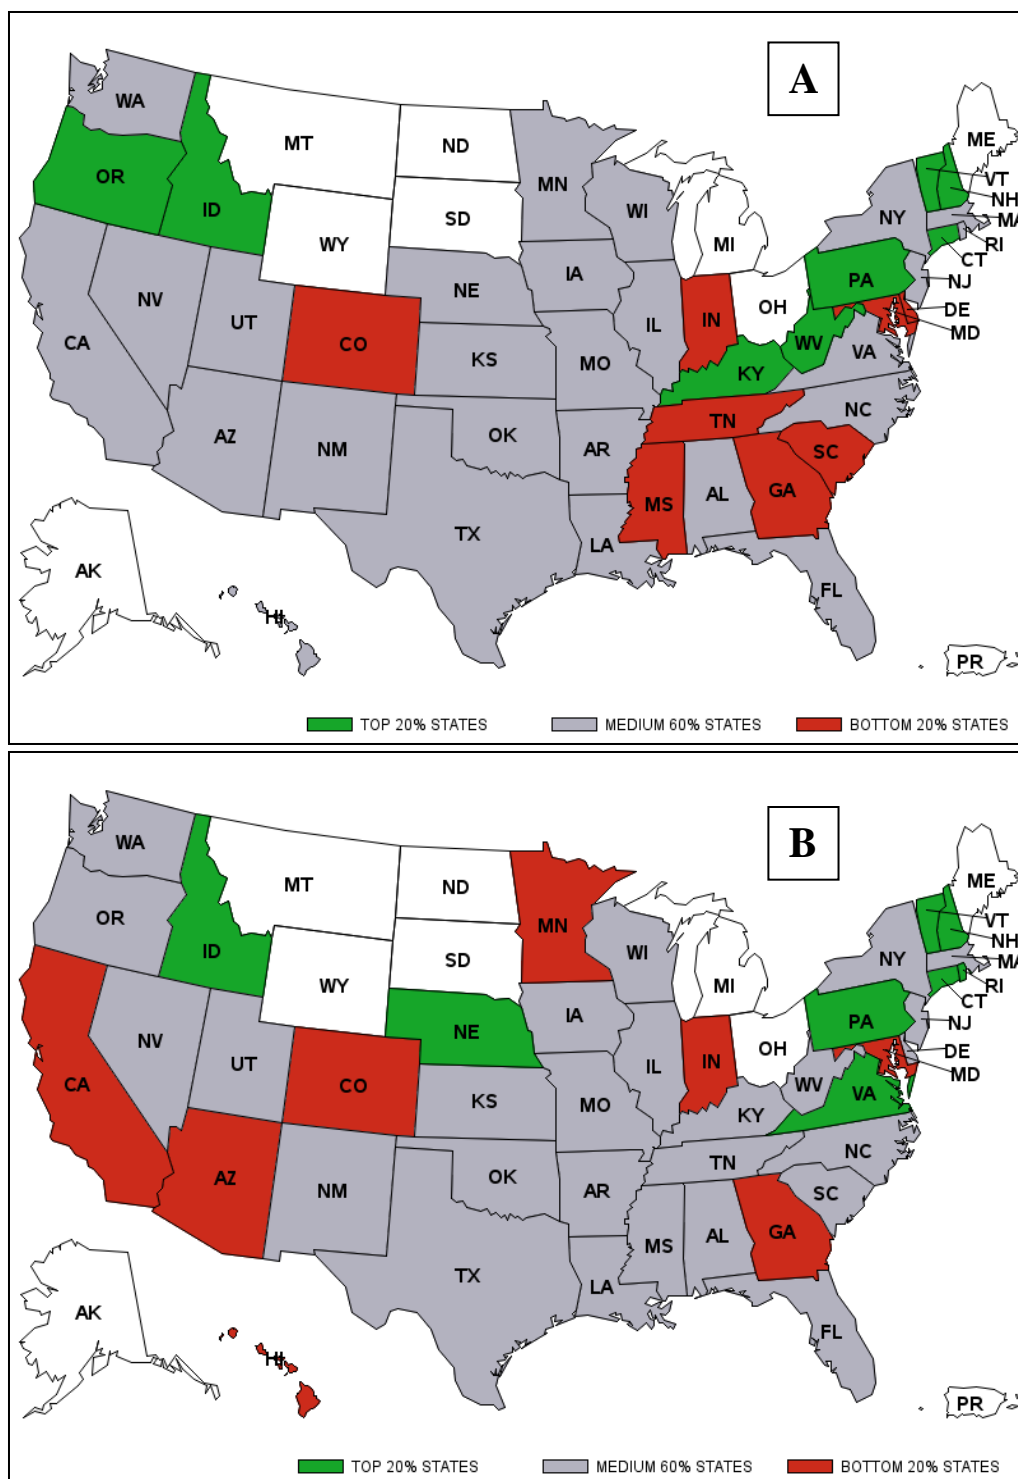 A
WA
MT
ND
ME
OR
MN
VT
ID
SD
WI
NH
NY
MA
WY
MI
RI
CT
PA
NJ
IA
NE
NV
OH
DE
UT
IL
IN
MD
CA
CO
WV
VA
KS
MO
KY
NC
TN
AZ
OK
NM
AR
SC
MS
AL
GA
TX
LA
AK
FL
HI
PR
TOP 20% STATES MEDIUM 60% STATES BOTTOM 20% STATES
B
WA
MT
ND
ME
OR
MN
VT
ID
SD
WI
NH
NY
MA
WY
MI
RI
CT
PA
NJ
IA
NE
NV
OH
DE
UT
IL
IN
MD
CA
CO
WV
VA
KS
MO
KY
NC
TN
AZ
OK
NM
AR
SC
MS
AL
GA
TX
LA
AK
FL
HI
PR
TOP 20% STATES MEDIUM 60% STATES BOTTOM 20% STATES